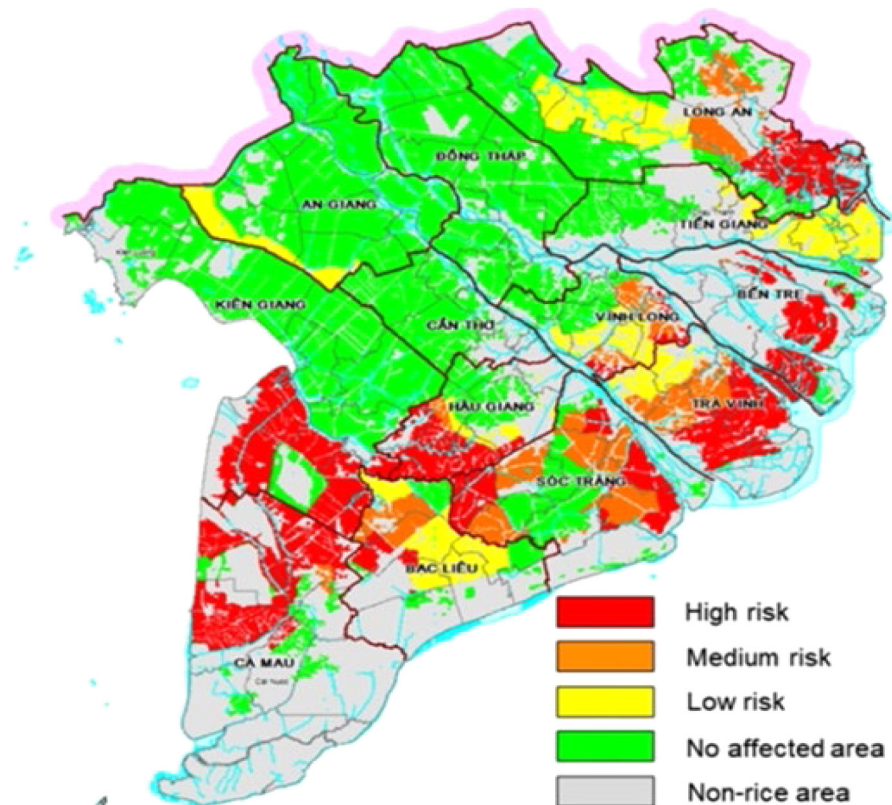 LONG AN
ĐỒNG THÁP
AN GIANG
TIỀN GIANG
BẾN TRE
KIÊN GIANG
VĨNH LONG
CẦN THƠ
TRÀ VINH
HẬU GIANG
SÓC TRĂNG
BẠC LIÊU
CÀ MAU
Cái Nước
High risk
Medium risk
Low risk
No affected area
Non-rice area